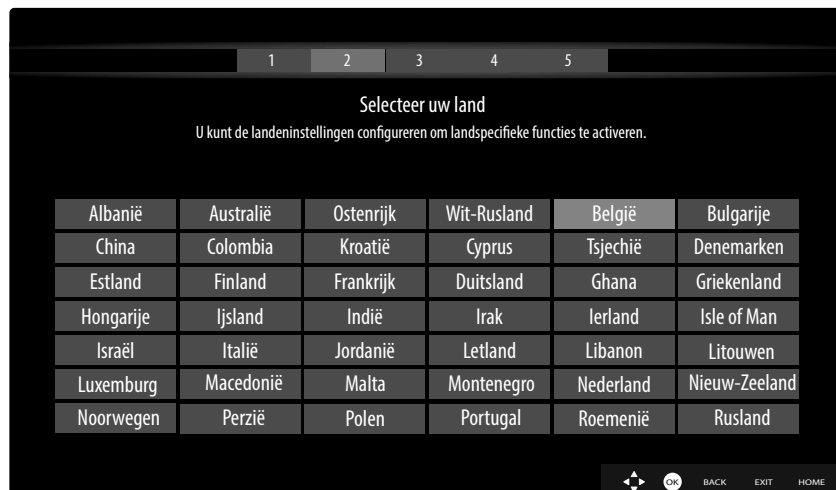 1 2 3 4 5
Selecteer uw land
U kunt de landeninstellingen configureren om landspecifieke functies te activeren.
Albanië Australië Ostenrijk Wit-Rusland België Bulgarije
China Colombia Kroatië Cyprus Tsjechië Denemarken
Estland Finland Frankrijk Duitsland Ghana Griekenland
Hongarije Ijsland Indië Irak Ierland Isle of Man
Israël Italië Jordanië Letland Libanon Litouwen
Luxemburg Macedonië Malta Montenegro Nederland Nieuw-Zeeland
Noorwegen Perzië Polen Portugal Roemenië Rusland
OK BACK EXIT HOME